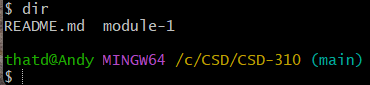 $ dir
README.md  module-1

thatd@Andy MINGW64 /c/CSD/CSD-310 (main)
$